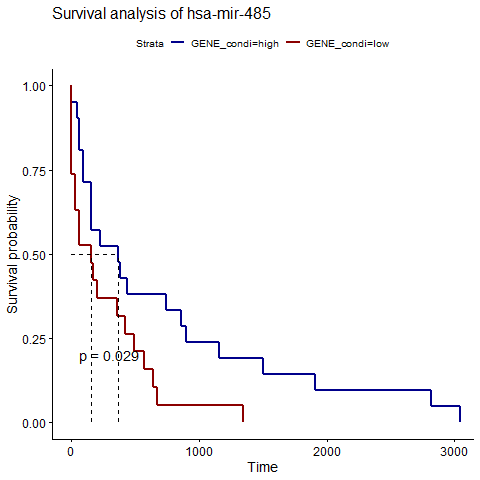 Survival analysis of hsa-mir-485
Strata GENE_condi=high GENE_condi=low
Survival probability
1.00
0.75
0.50
0.25
0.00
p = 0.029
0 1000 2000 3000
Time